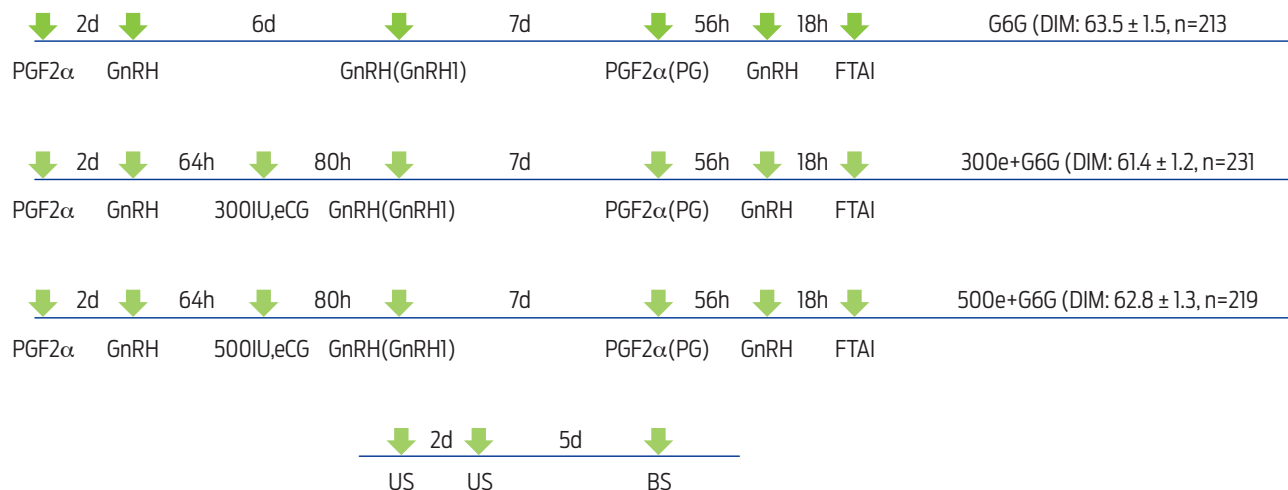 2d 6d 7d 56h 18h G6G (DIM: 63.5 ± 1.5, n=213
PGF2α GnRH GnRH(GnRH1) PGF2α(PG) GnRH FTAI
2d 64h 80h 7d 56h 18h 300e+G6G (DIM: 61.4 ± 1.2, n=231
PGF2α GnRH 300IU,eCG GnRH(GnRH1) PGF2α(PG) GnRH FTAI
2d 64h 80h 7d 56h 18h 500e+G6G (DIM: 62.8 ± 1.3, n=219
PGF2α GnRH 500IU,eCG GnRH(GnRH1) PGF2α(PG) GnRH FTAI
2d 5d
US US BS